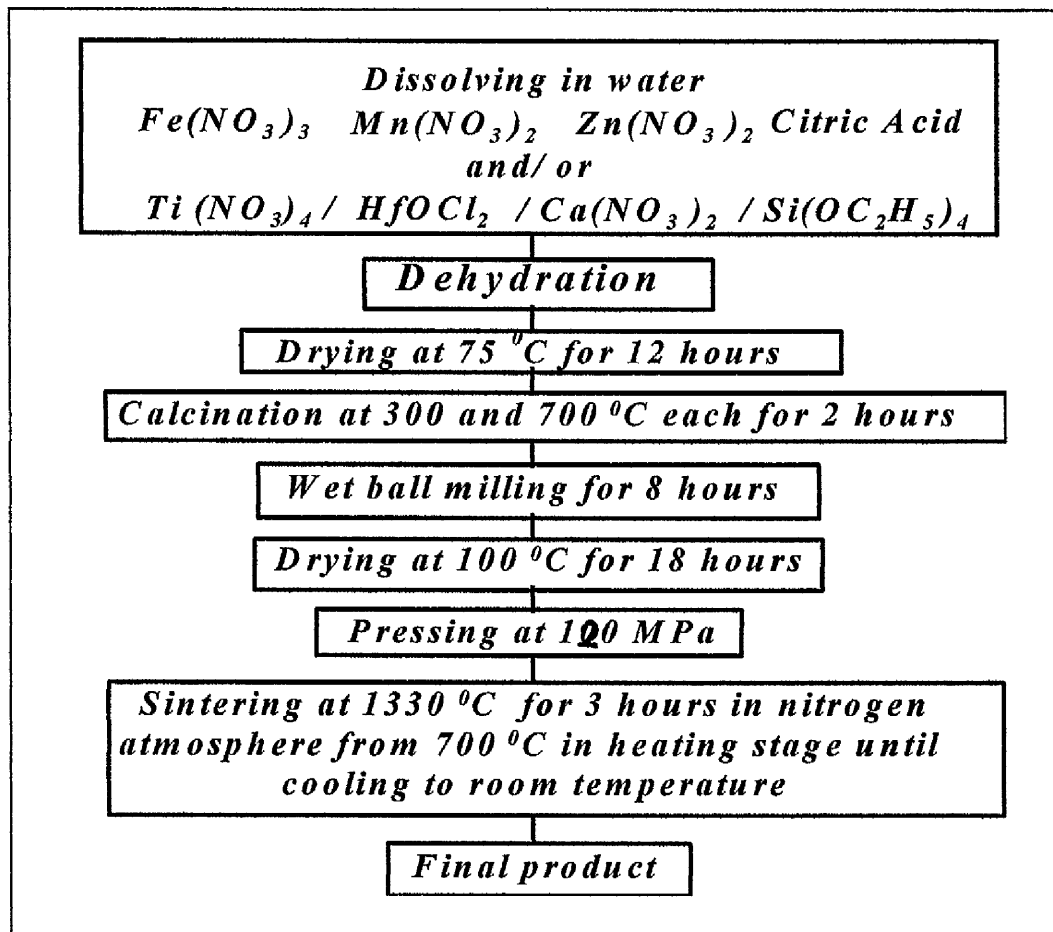 Dissolving in water
Fe(NO₃)₃ Mn(NO₃)₂ Zn(NO₃)₂ Citric Acid
and/or
Ti(NO₃)₄ / HfOCl₂ / Ca(NO₃)₂ / Si(OC₂H₅)₄
Dehydration
Drying at 75 ⁰C for 12 hours
Calcination at 300 and 700 ⁰C each for 2 hours
Wet ball milling for 8 hours
Drying at 100 ⁰C for 18 hours
Pressing at MPa
Sintering at 1330 ⁰C for 3 hours in nitrogen
atmosphere from 700 ⁰C in heating stage until
cooling to room temperature
Final product